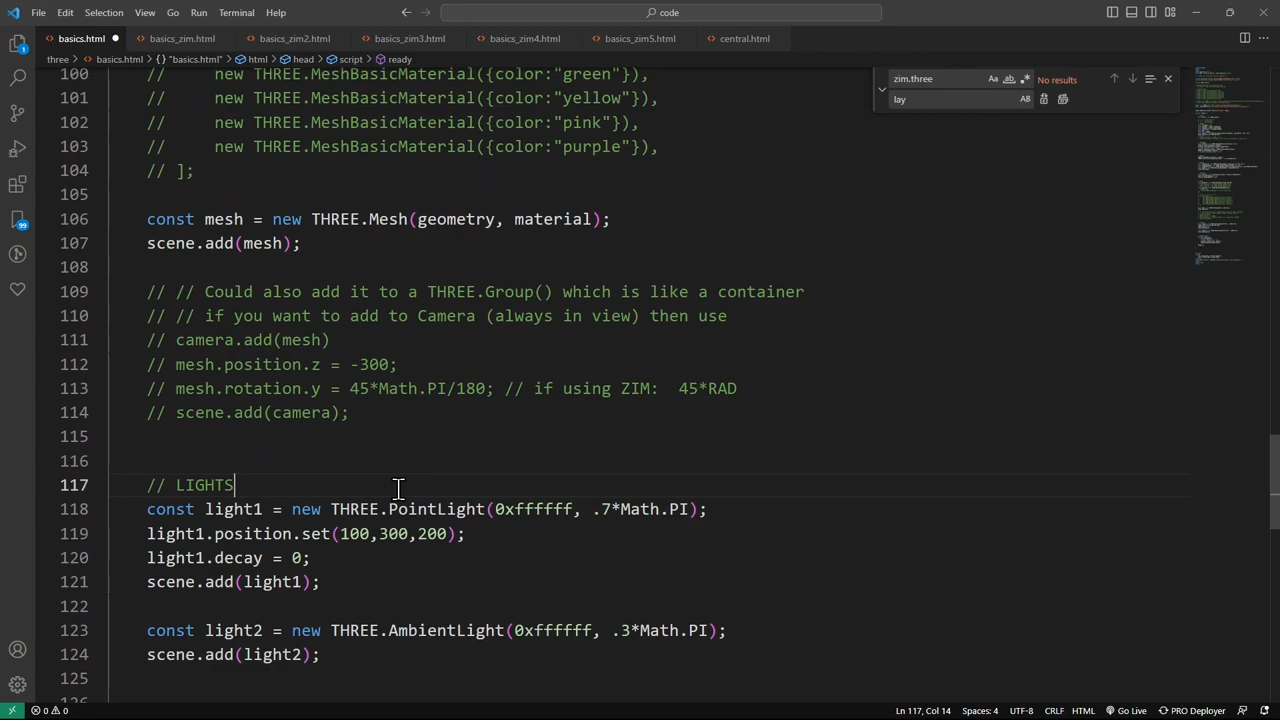 File Edit Selection View Go Run Terminal Help
code
basics.html basics_zim.html basics_zim2.html basics_zim3.html basics_zim4.html basics_zim5.html central.html
three > basics.html > {} "basics.html" > html > head > script > ready
1
zim.three Aa ab .* No results
lay AB
99
100 //     new THREE.MeshBasicMaterial({color:"green"}),
101 //     new THREE.MeshBasicMaterial({color:"yellow"}),
102 //     new THREE.MeshBasicMaterial({color:"pink"}),
103 //     new THREE.MeshBasicMaterial({color:"purple"}),
104 // ];
105
106 const mesh = new THREE.Mesh(geometry, material);
107 scene.add(mesh);
108
109 // // Could also add it to a THREE.Group() which is like a container
110 // // if you want to add to Camera (always in view) then use
111 // camera.add(mesh)
112 // mesh.position.z = -300;
113 // mesh.rotation.y = 45*Math.PI/180; // if using ZIM:  45*RAD
114 // scene.add(camera);
115
116
117 // LIGHTS
118 const light1 = new THREE.PointLight(0xffffff, .7*Math.PI);
119 light1.position.set(100,300,200);
120 light1.decay = 0;
121 scene.add(light1);
122
123 const light2 = new THREE.AmbientLight(0xffffff, .3*Math.PI);
124 scene.add(light2);
125
0 0 Ln 117, Col 14 Spaces: 4 UTF-8 CRLF HTML Go Live PRO Deployer